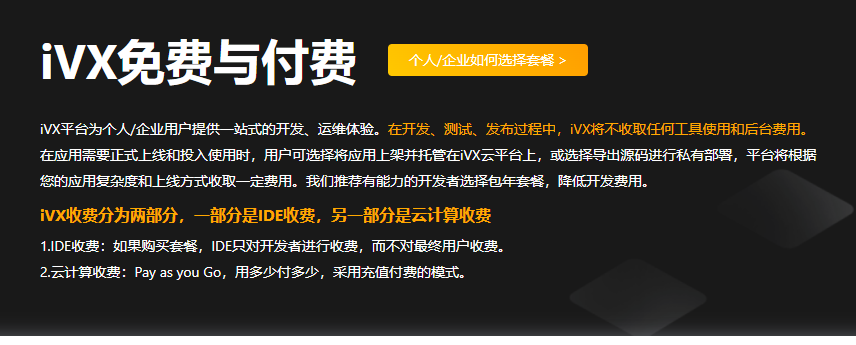 iVX免费与付费
个人/企业如何选择套餐 >
iVX平台为个人/企业用户提供一站式的开发、运维体验。在开发、测试、发布过程中，iVX将不收取任何工具使用和后台费用。
在应用需要正式上线和投入使用时，用户可选择将应用上架并托管在iVX云平台上，或选择导出源码进行私有部署，平台将根据
您的应用复杂度和上线方式收取一定费用。我们推荐有能力的开发者选择包年套餐，降低开发费用。
iVX收费分为两部分，一部分是IDE收费，另一部分是云计算收费
1.IDE收费：如果购买套餐，IDE只对开发者进行收费，而不对最终用户收费。
2.云计算收费：Pay as you Go，用多少付多少，采用充值付费的模式。